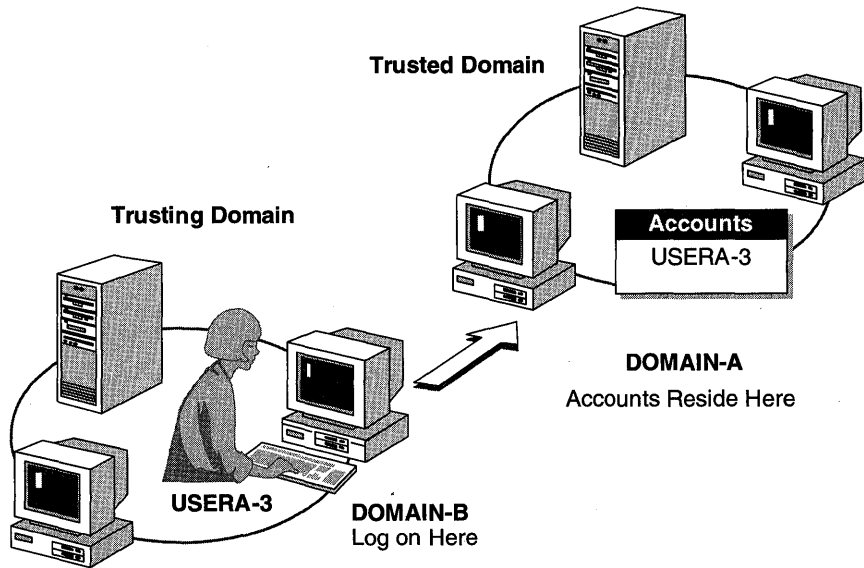 Trusted Domain
Accounts
USERA-3
DOMAIN-A
Accounts Reside Here
Trusting Domain
USERA-3
DOMAIN-B
Log on Here